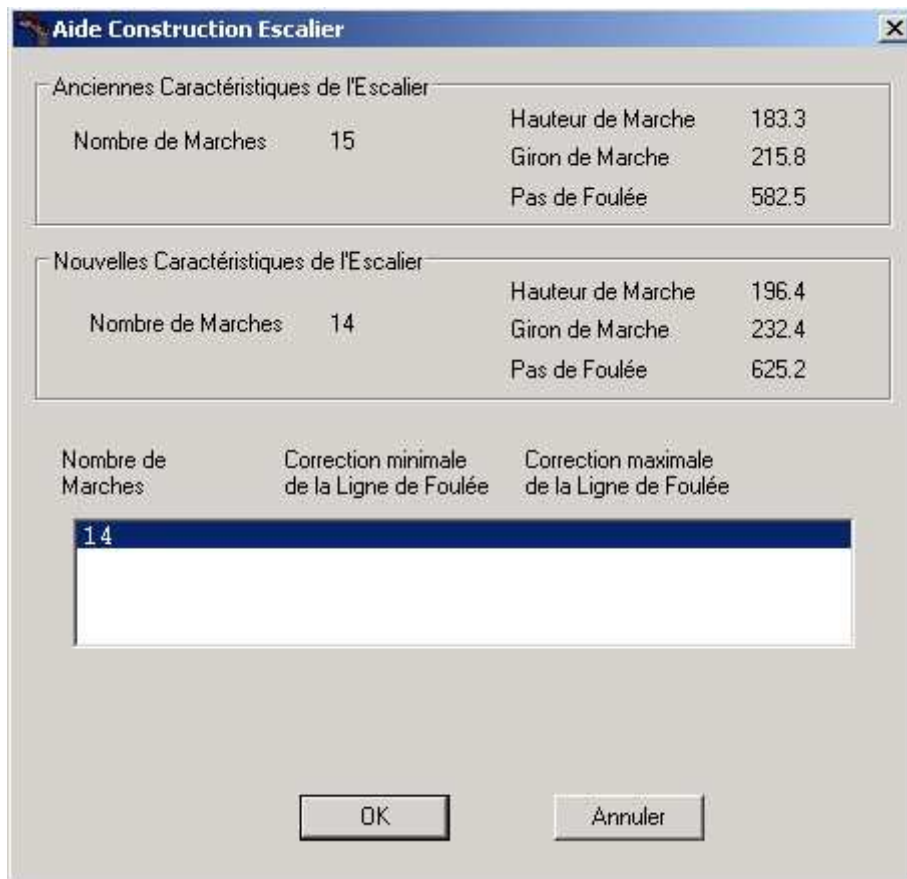 Aide Construction Escalier
Anciennes Caractéristiques de l'Escalier
Nombre de Marches 15
Hauteur de Marche 183.3
Giron de Marche 215.8
Pas de Foulée 582.5
Nouvelles Caractéristiques de l'Escalier
Nombre de Marches 14
Hauteur de Marche 196.4
Giron de Marche 232.4
Pas de Foulée 625.2
Nombre de
Marches
Correction minimale
de la Ligne de Foulée
Correction maximale
de la Ligne de Foulée
14
OK
Annuler